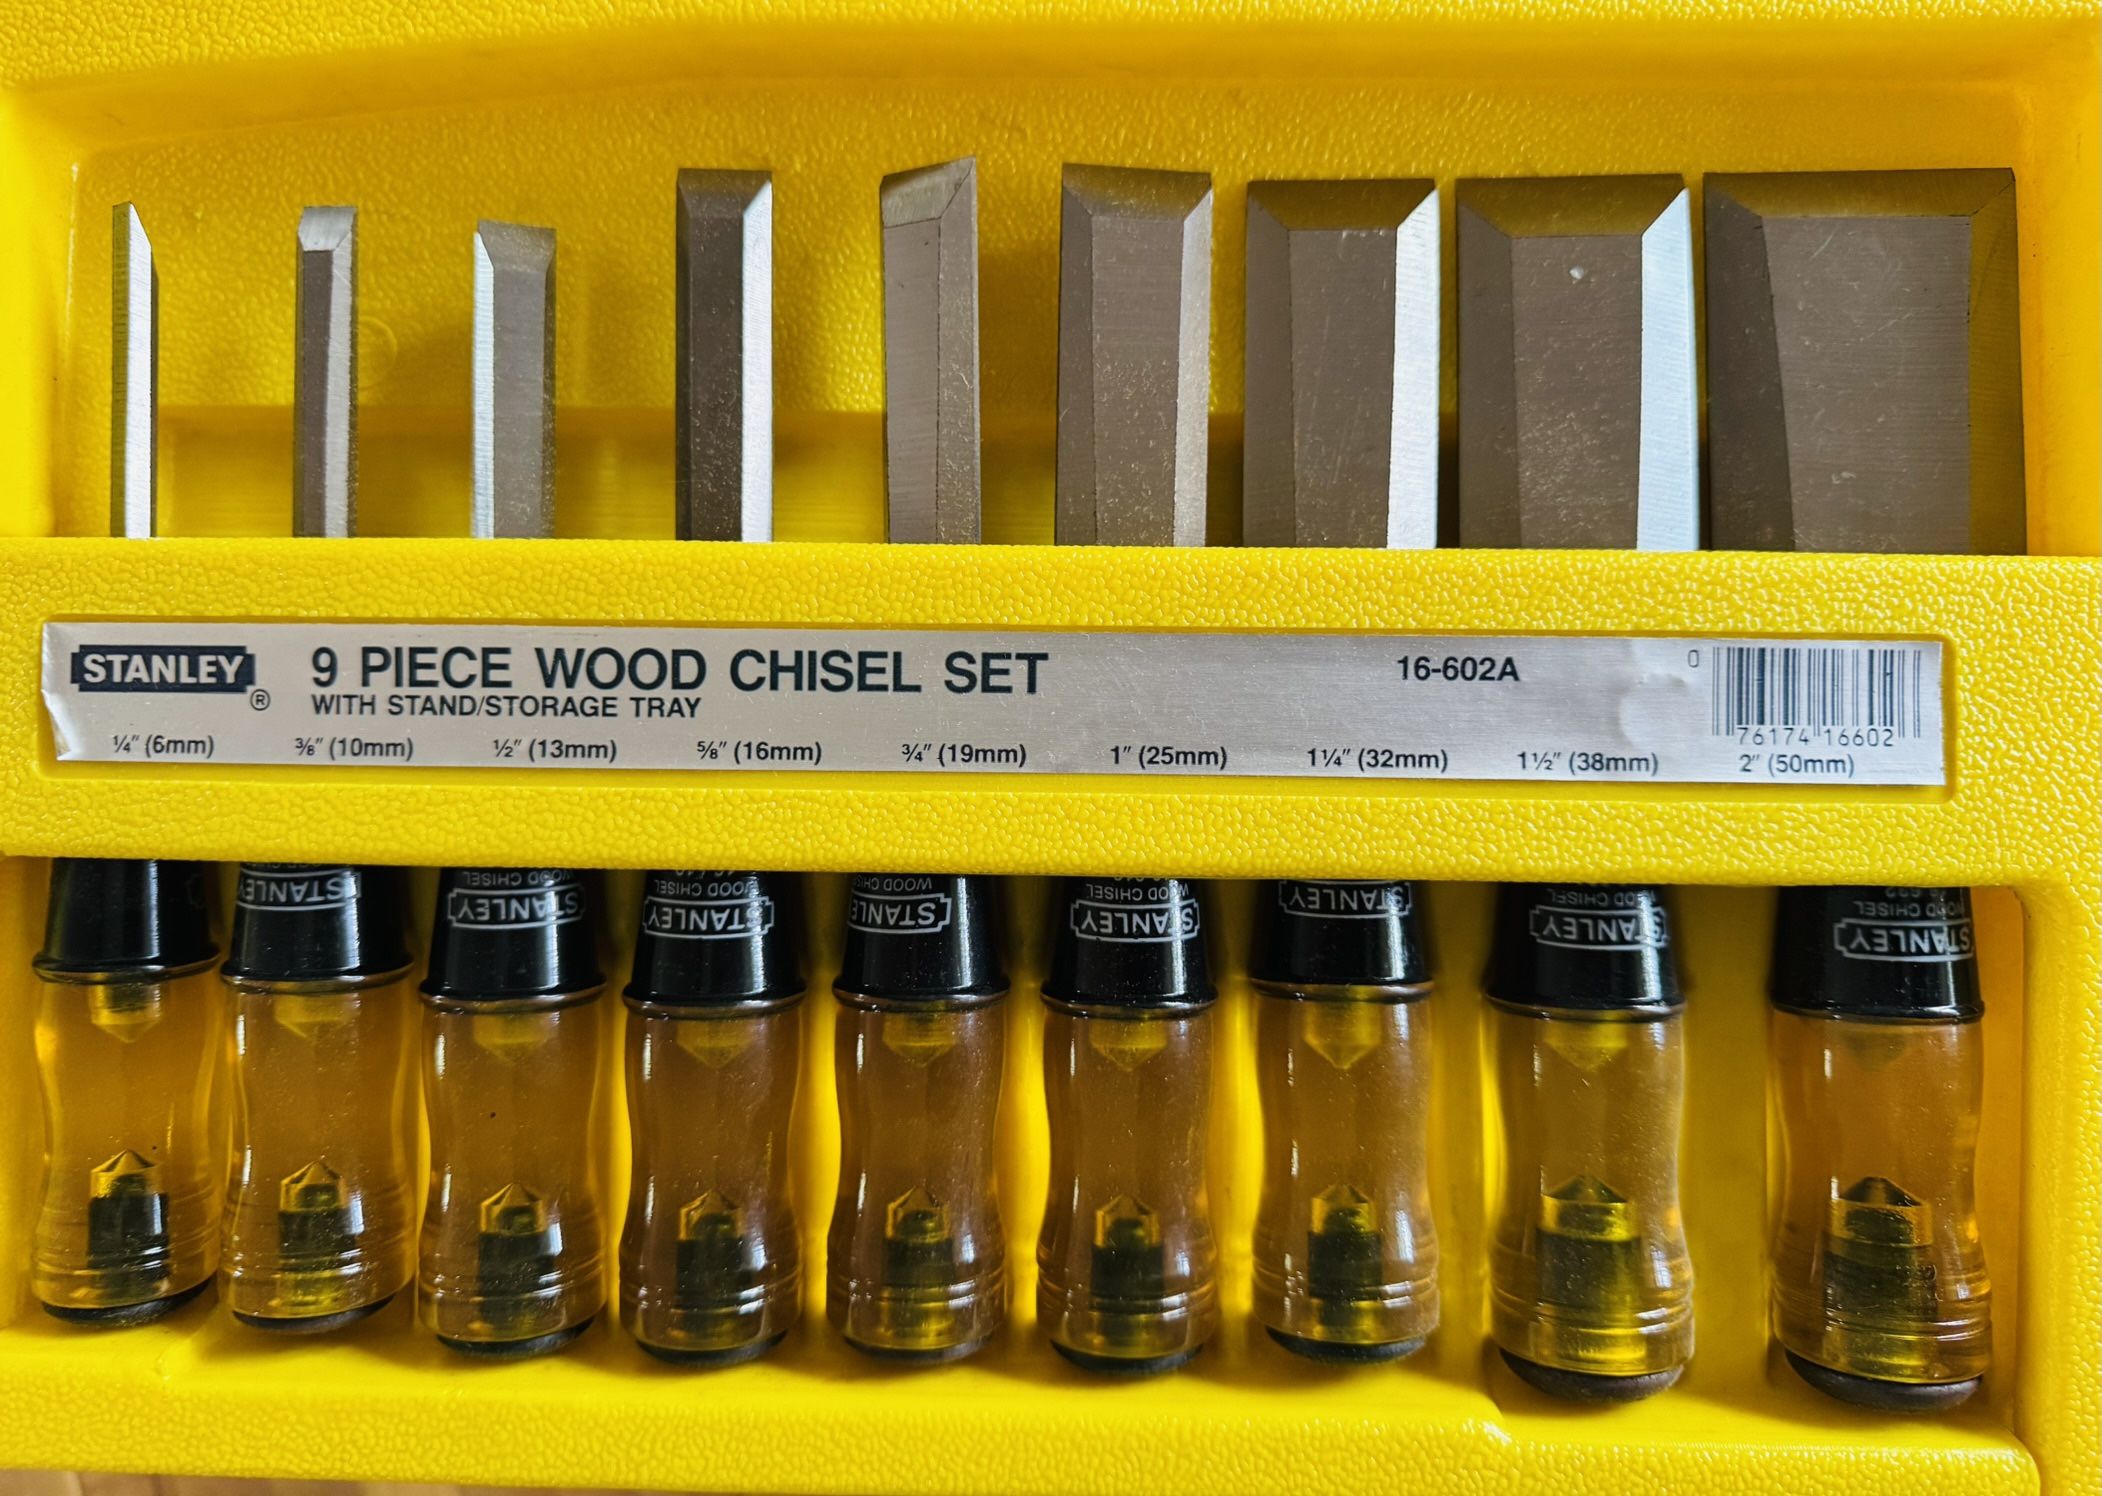 STANLEY ® 9 PIECE WOOD CHISEL SET 16-602A
WITH STAND/STORAGE TRAY
¼" (6mm) ⅜" (10mm) ½" (13mm) ⅝" (16mm) ¾" (19mm) 1" (25mm) 1¼" (32mm) 1½" (38mm) 2" (50mm)
0 76174 16602
STANLEY
WOOD CHISEL
STANLEY
WOOD CHISEL
STANLEY
WOOD CHISEL
STANLEY
WOOD CHISEL
STANLEY
STANLEY
WOOD CHISEL
STANLEY
WOOD CHISEL
STANLEY